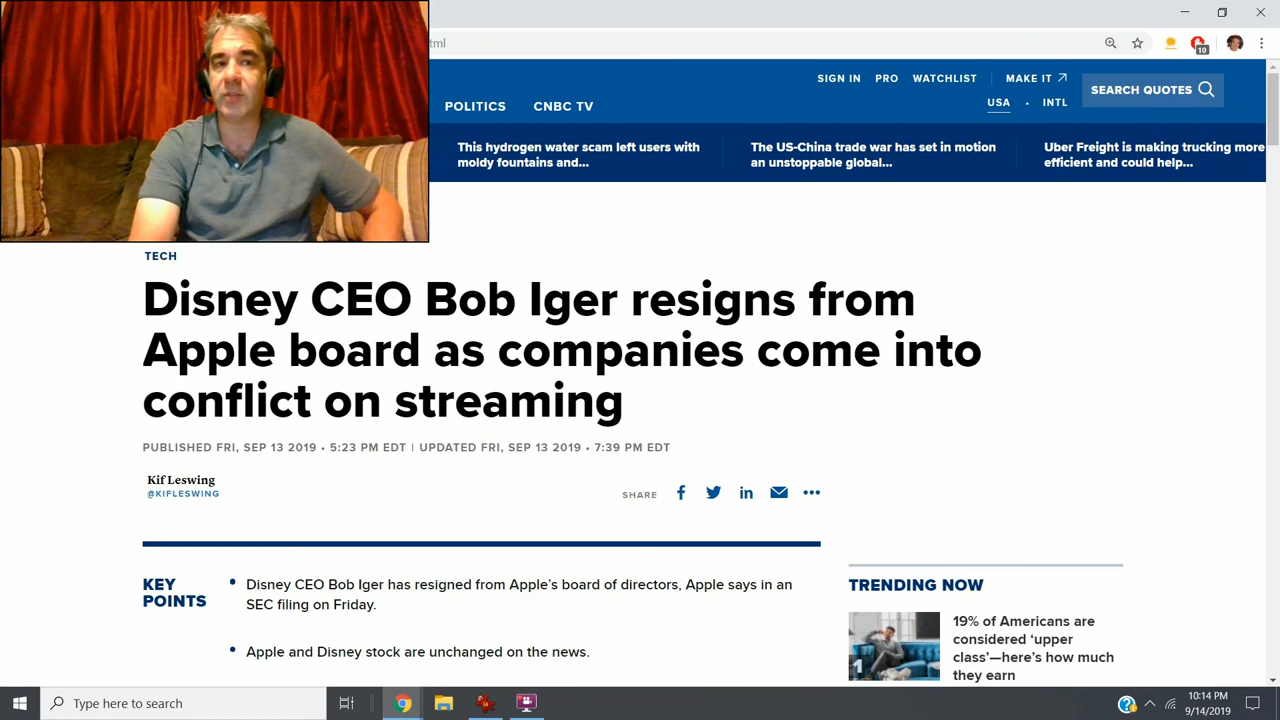 tml
10
SIGN IN PRO WATCHLIST MAKE IT
USA · INTL
SEARCH QUOTES
POLITICS CNBC TV
This hydrogen water scam left users with
moldy fountains and...
The US-China trade war has set in motion
an unstoppable global...
Uber Freight is making trucking more
efficient and could help...
TECH
Disney CEO Bob Iger resigns from
Apple board as companies come into
conflict on streaming
PUBLISHED FRI, SEP 13 2019 • 5:23 PM EDT | UPDATED FRI, SEP 13 2019 • 7:39 PM EDT
Kif Leswing
@KIFLESWING
SHARE
KEY
POINTS
• Disney CEO Bob Iger has resigned from Apple’s board of directors, Apple says in an
SEC filing on Friday.
• Apple and Disney stock are unchanged on the news.
TRENDING NOW
1
19% of Americans are
considered ‘upper
class’—here’s how much
they earn
Type here to search
10:14 PM
9/14/2019